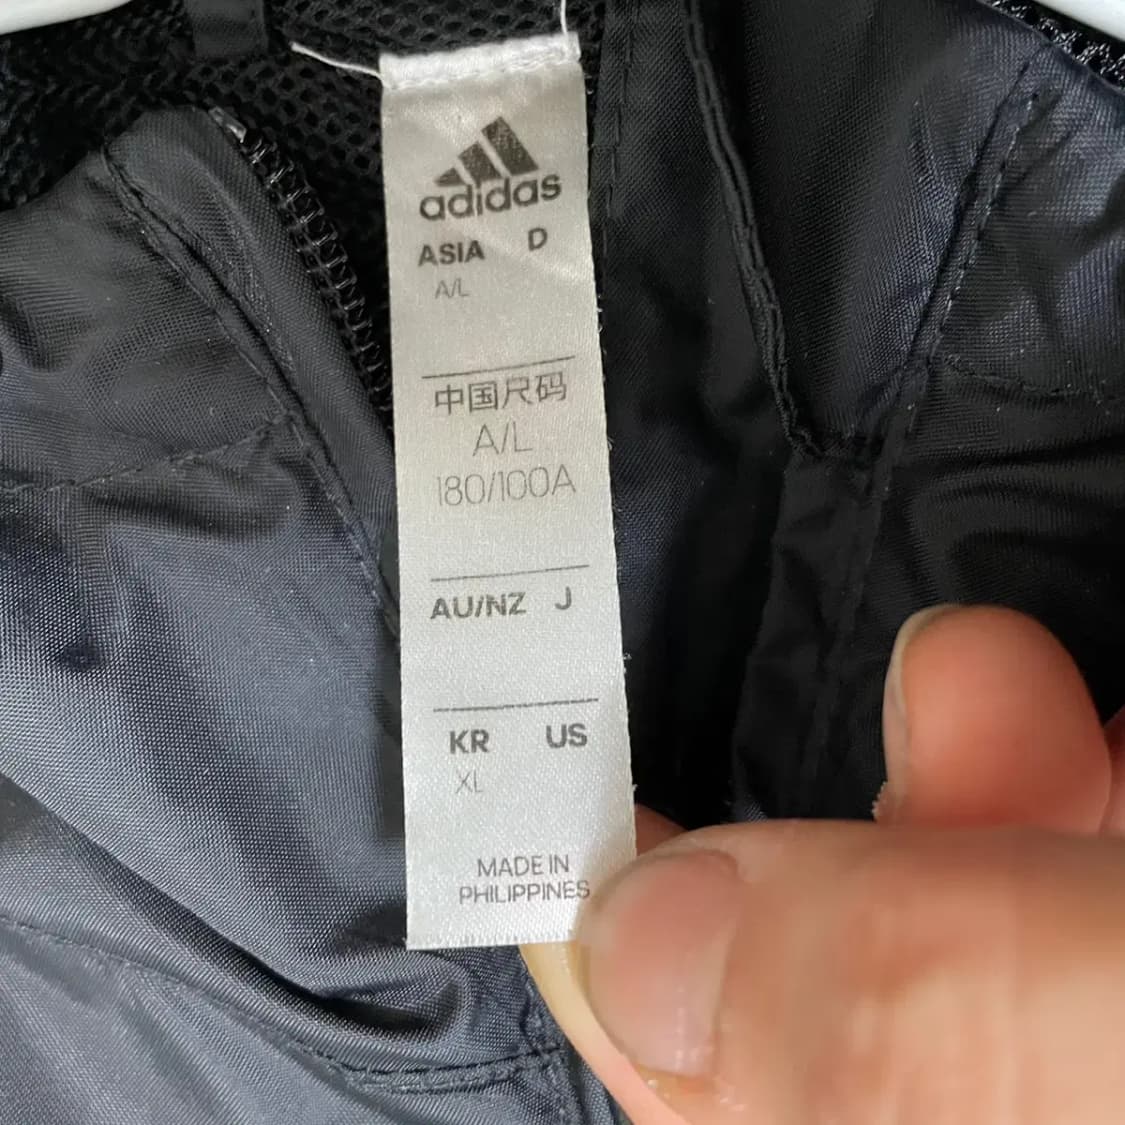 adidas
ASIA D
A/L
中国尺码
A/L
180/100A
AU/NZ J
KR US
XL
MADE IN
PHILIPPINES